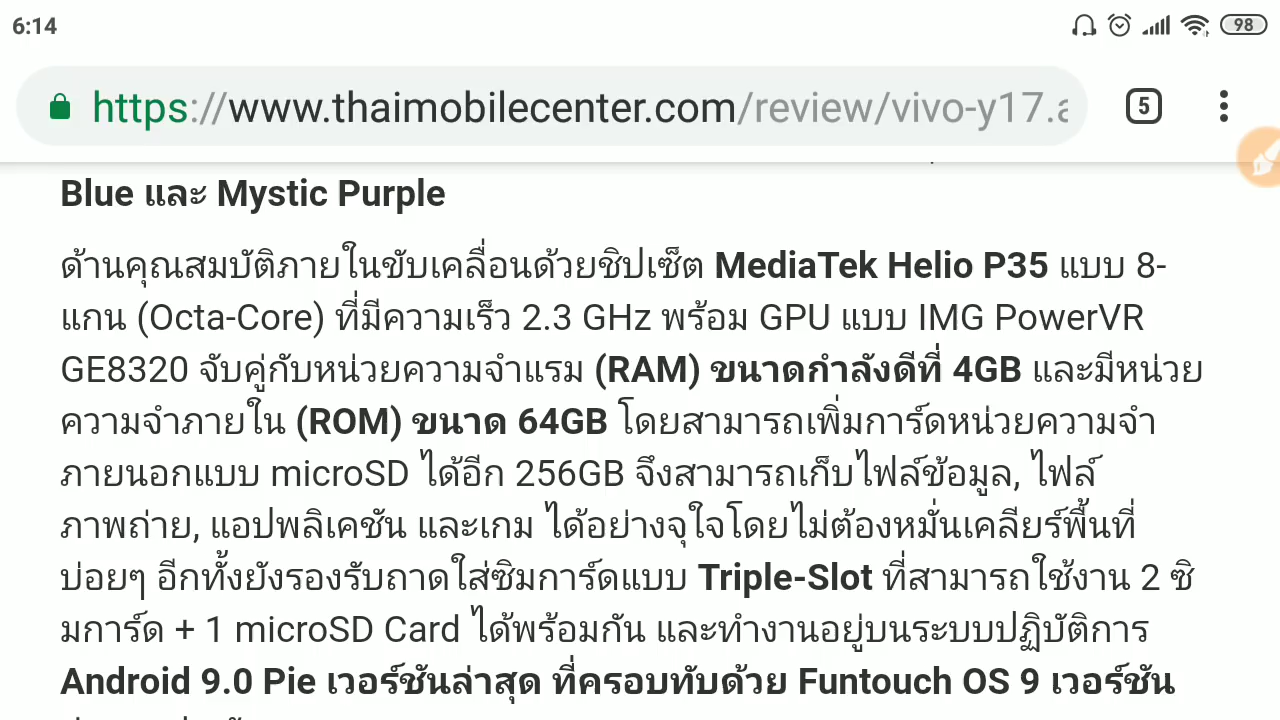 6:14
98
https://www.thaimobilecenter.com/review/vivo-y17.a
5
Blue และ Mystic Purple
ด้านคุณสมบัติภายในขับเคลื่อนด้วยชิปเซ็ต MediaTek Helio P35 แบบ 8-
แกน (Octa-Core) ที่มีความเร็ว 2.3 GHz พร้อม GPU แบบ IMG PowerVR
GE8320 จับคู่กับหน่วยความจำแรม (RAM) ขนาดกำลังดีที่ 4GB และมีหน่วย
ความจำภายใน (ROM) ขนาด 64GB โดยสามารถเพิ่มการ์ดหน่วยความจำ
ภายนอกแบบ microSD ได้อีก 256GB จึงสามารถเก็บไฟล์ข้อมูล, ไฟล์
ภาพถ่าย, แอปพลิเคชัน และเกม ได้อย่างจุใจโดยไม่ต้องหมั่นเคลียร์พื้นที่
บ่อยๆ อีกทั้งยังรองรับถาดใส่ซิมการ์ดแบบ Triple-Slot ที่สามารถใช้งาน 2 ซิ
มการ์ด + 1 microSD Card ได้พร้อมกัน และทำงานอยู่บนระบบปฏิบัติการ
Android 9.0 Pie เวอร์ชันล่าสุด ที่ครอบทับด้วย Funtouch OS 9 เวอร์ชัน